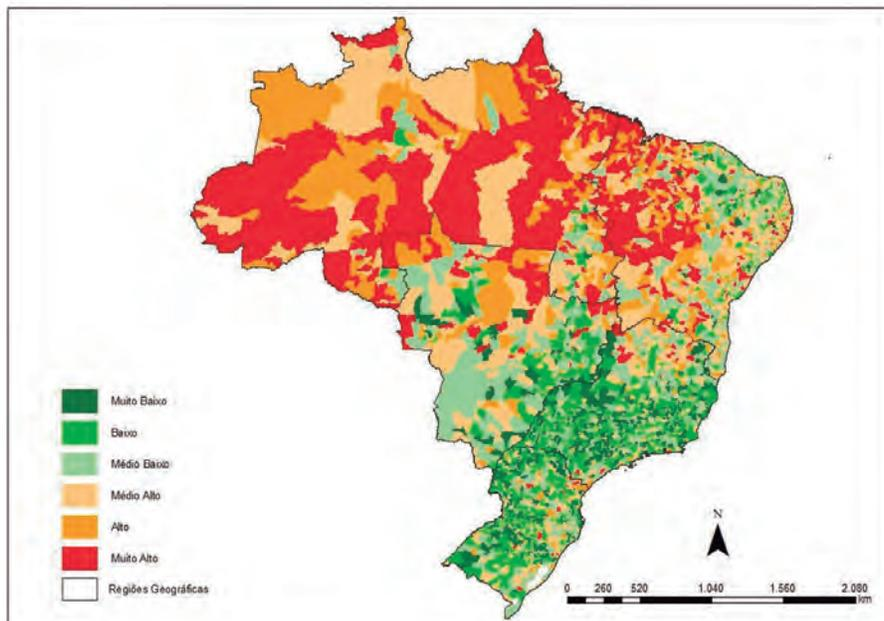 Muito Baixo
Baixo
Médio Baixo
Médio Alto
Alto
Muito Alto
Regiões Geográficas
N
0 260 520 1.040 1.560 2.080
km